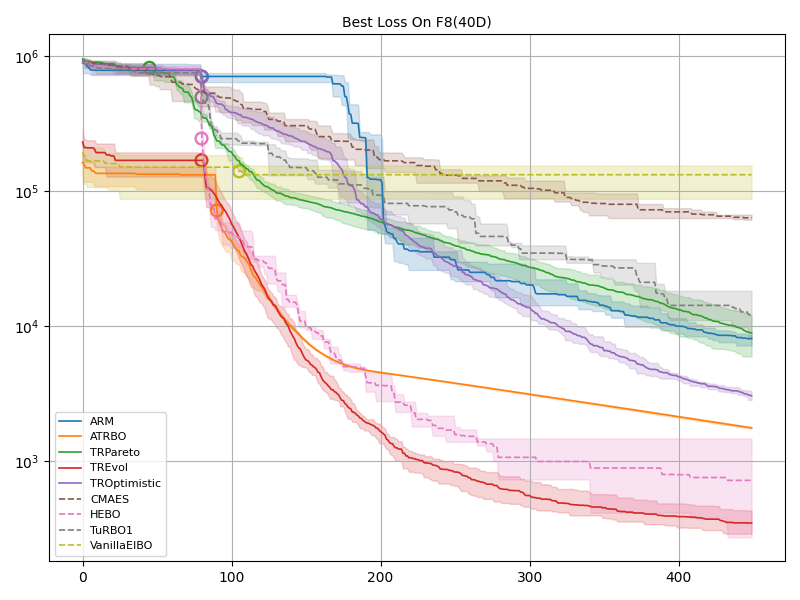 Best Loss On F8(40D)
10^6
10^5
10^4
10^3
ARM
ATRBO
TRPareto
TREvol
TROptimistic
CMAES
HEBO
TuRBO1
VanillaEIBO
0 100 200 300 400